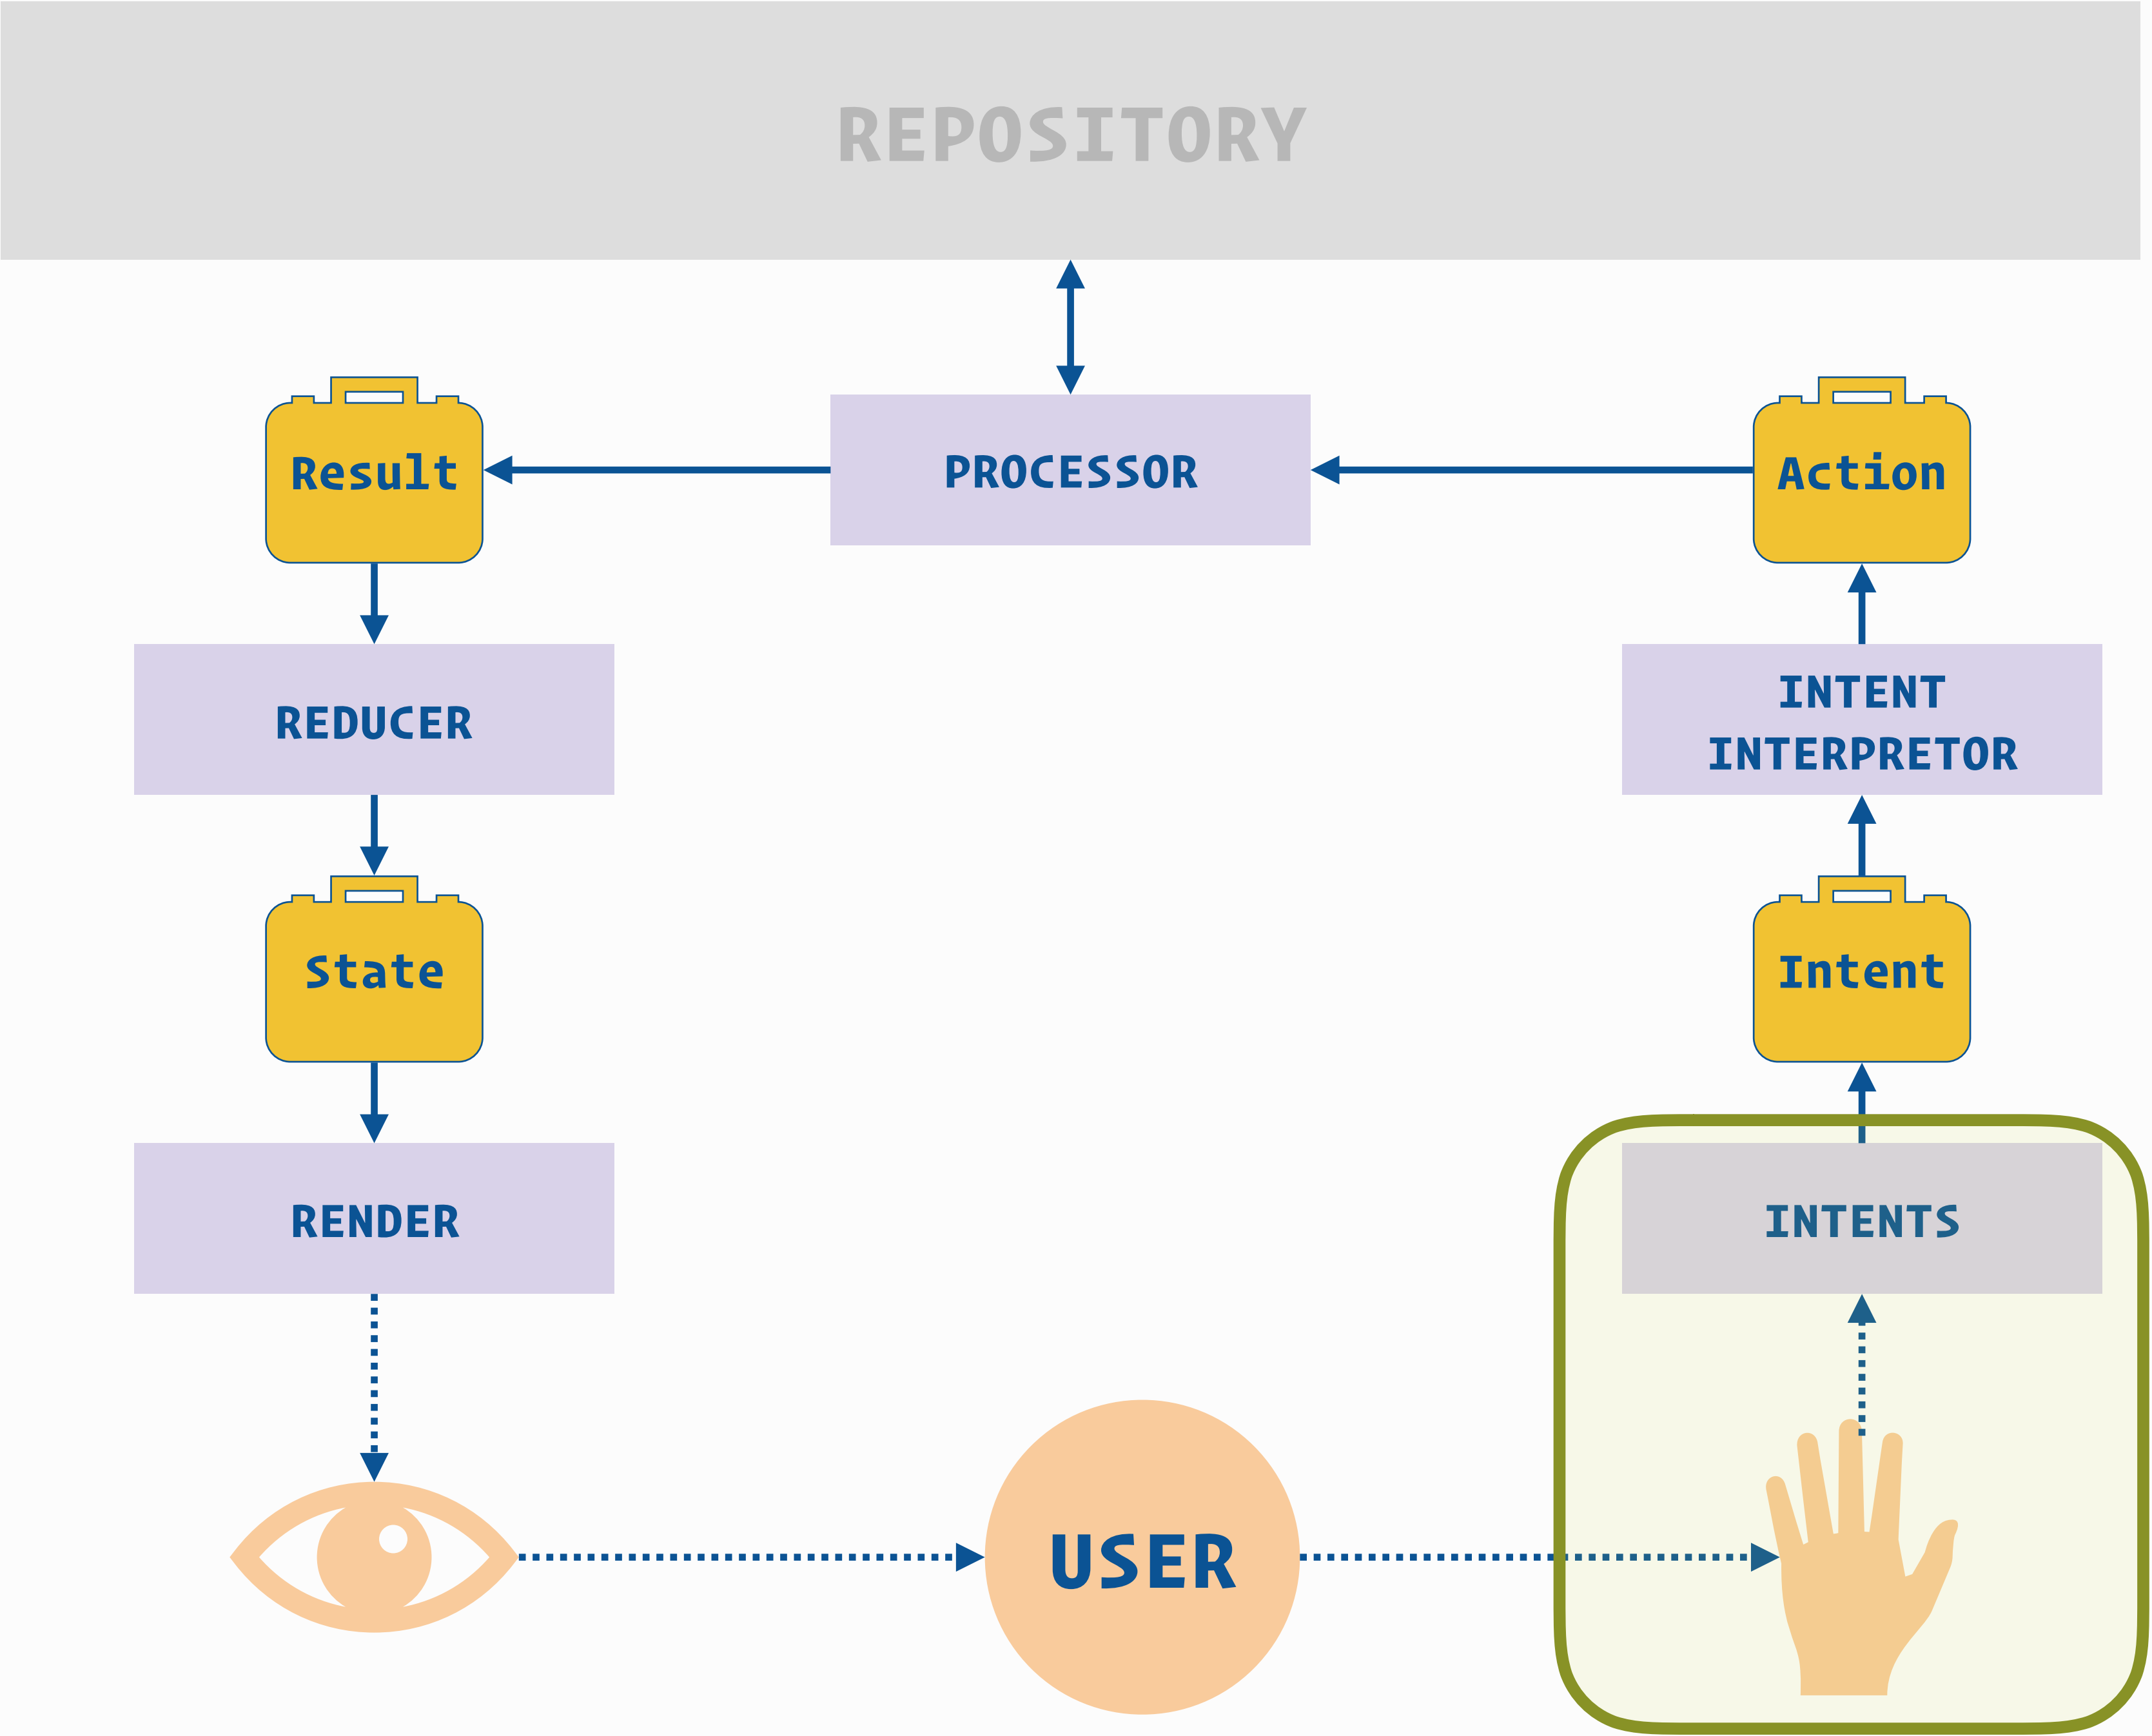 REPOSITORY
Result
PROCESSOR
Action
REDUCER
INTENT
INTERPRETOR
State
Intent
RENDER
INTENTS
USER